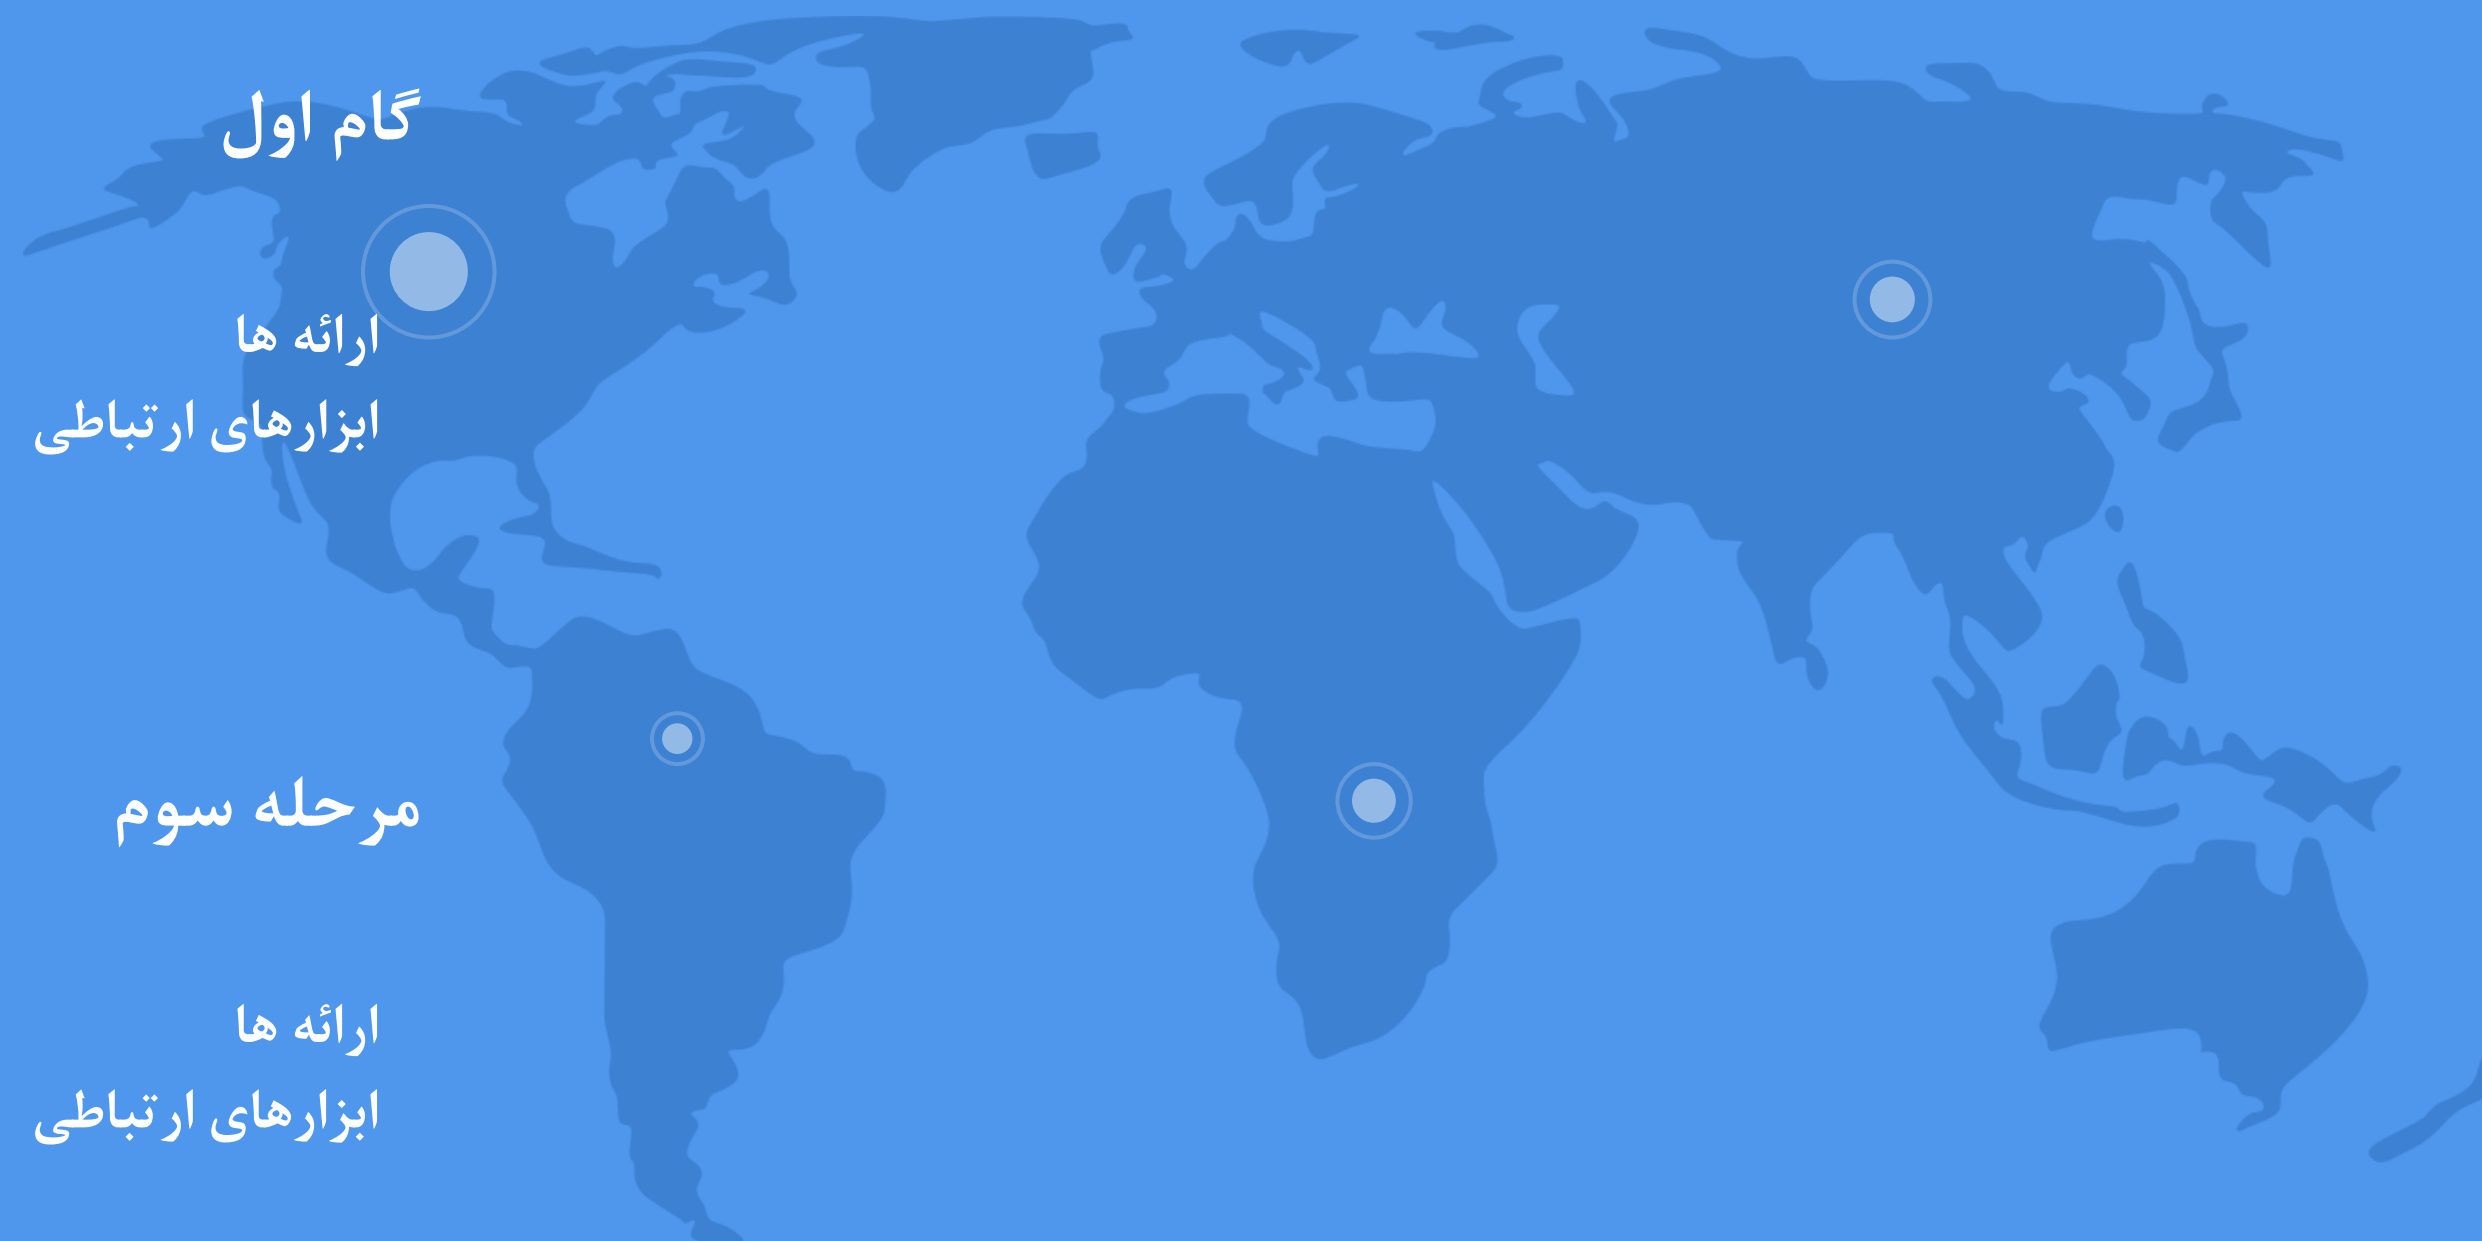 گام اول
ارائه ها
ابزارهای ارتباطی
مرحله سوم
ارائه ها
ابزارهای ارتباطی